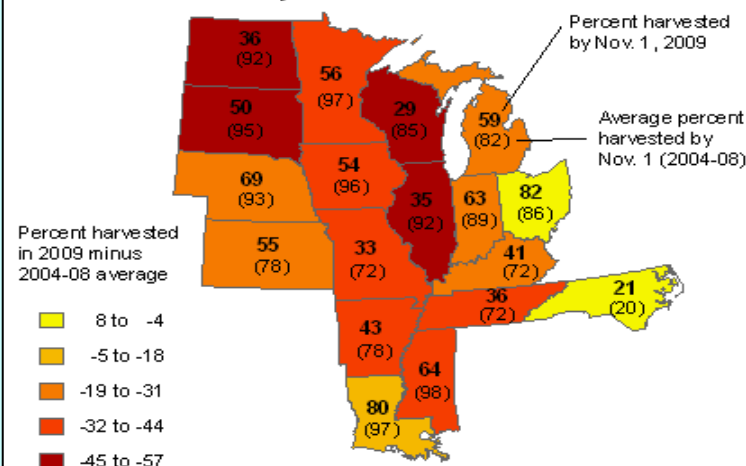 Percent harvested
by Nov. 1, 2009
Average percent
harvested by
Nov. 1 (2004-08)
36
(92)
56
(97)
29
(85)
59
(82)
50
(95)
54
(96)
69
(93)
35
(92)
63
(89)
82
(86)
55
(78)
33
(72)
41
(72)
36
(72)
21
(20)
43
(78)
64
(98)
80
(97)
Percent harvested
in 2009 minus
2004-08 average
8 to -4
-5 to -18
-19 to -31
-32 to -44
-45 to -57